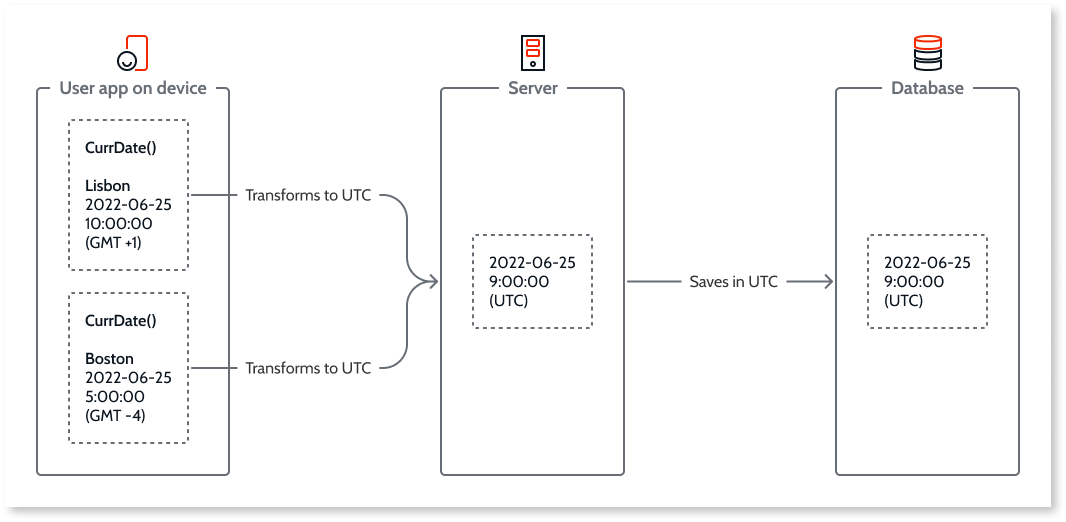 User app on device
CurrDate()
Lisbon
2022-06-25
10:00:00
(GMT +1)
CurrDate()
Boston
2022-06-25
5:00:00
(GMT -4)
Transforms to UTC
Transforms to UTC
Server
2022-06-25
9:00:00
(UTC)
Saves in UTC
Database
2022-06-25
9:00:00
(UTC)